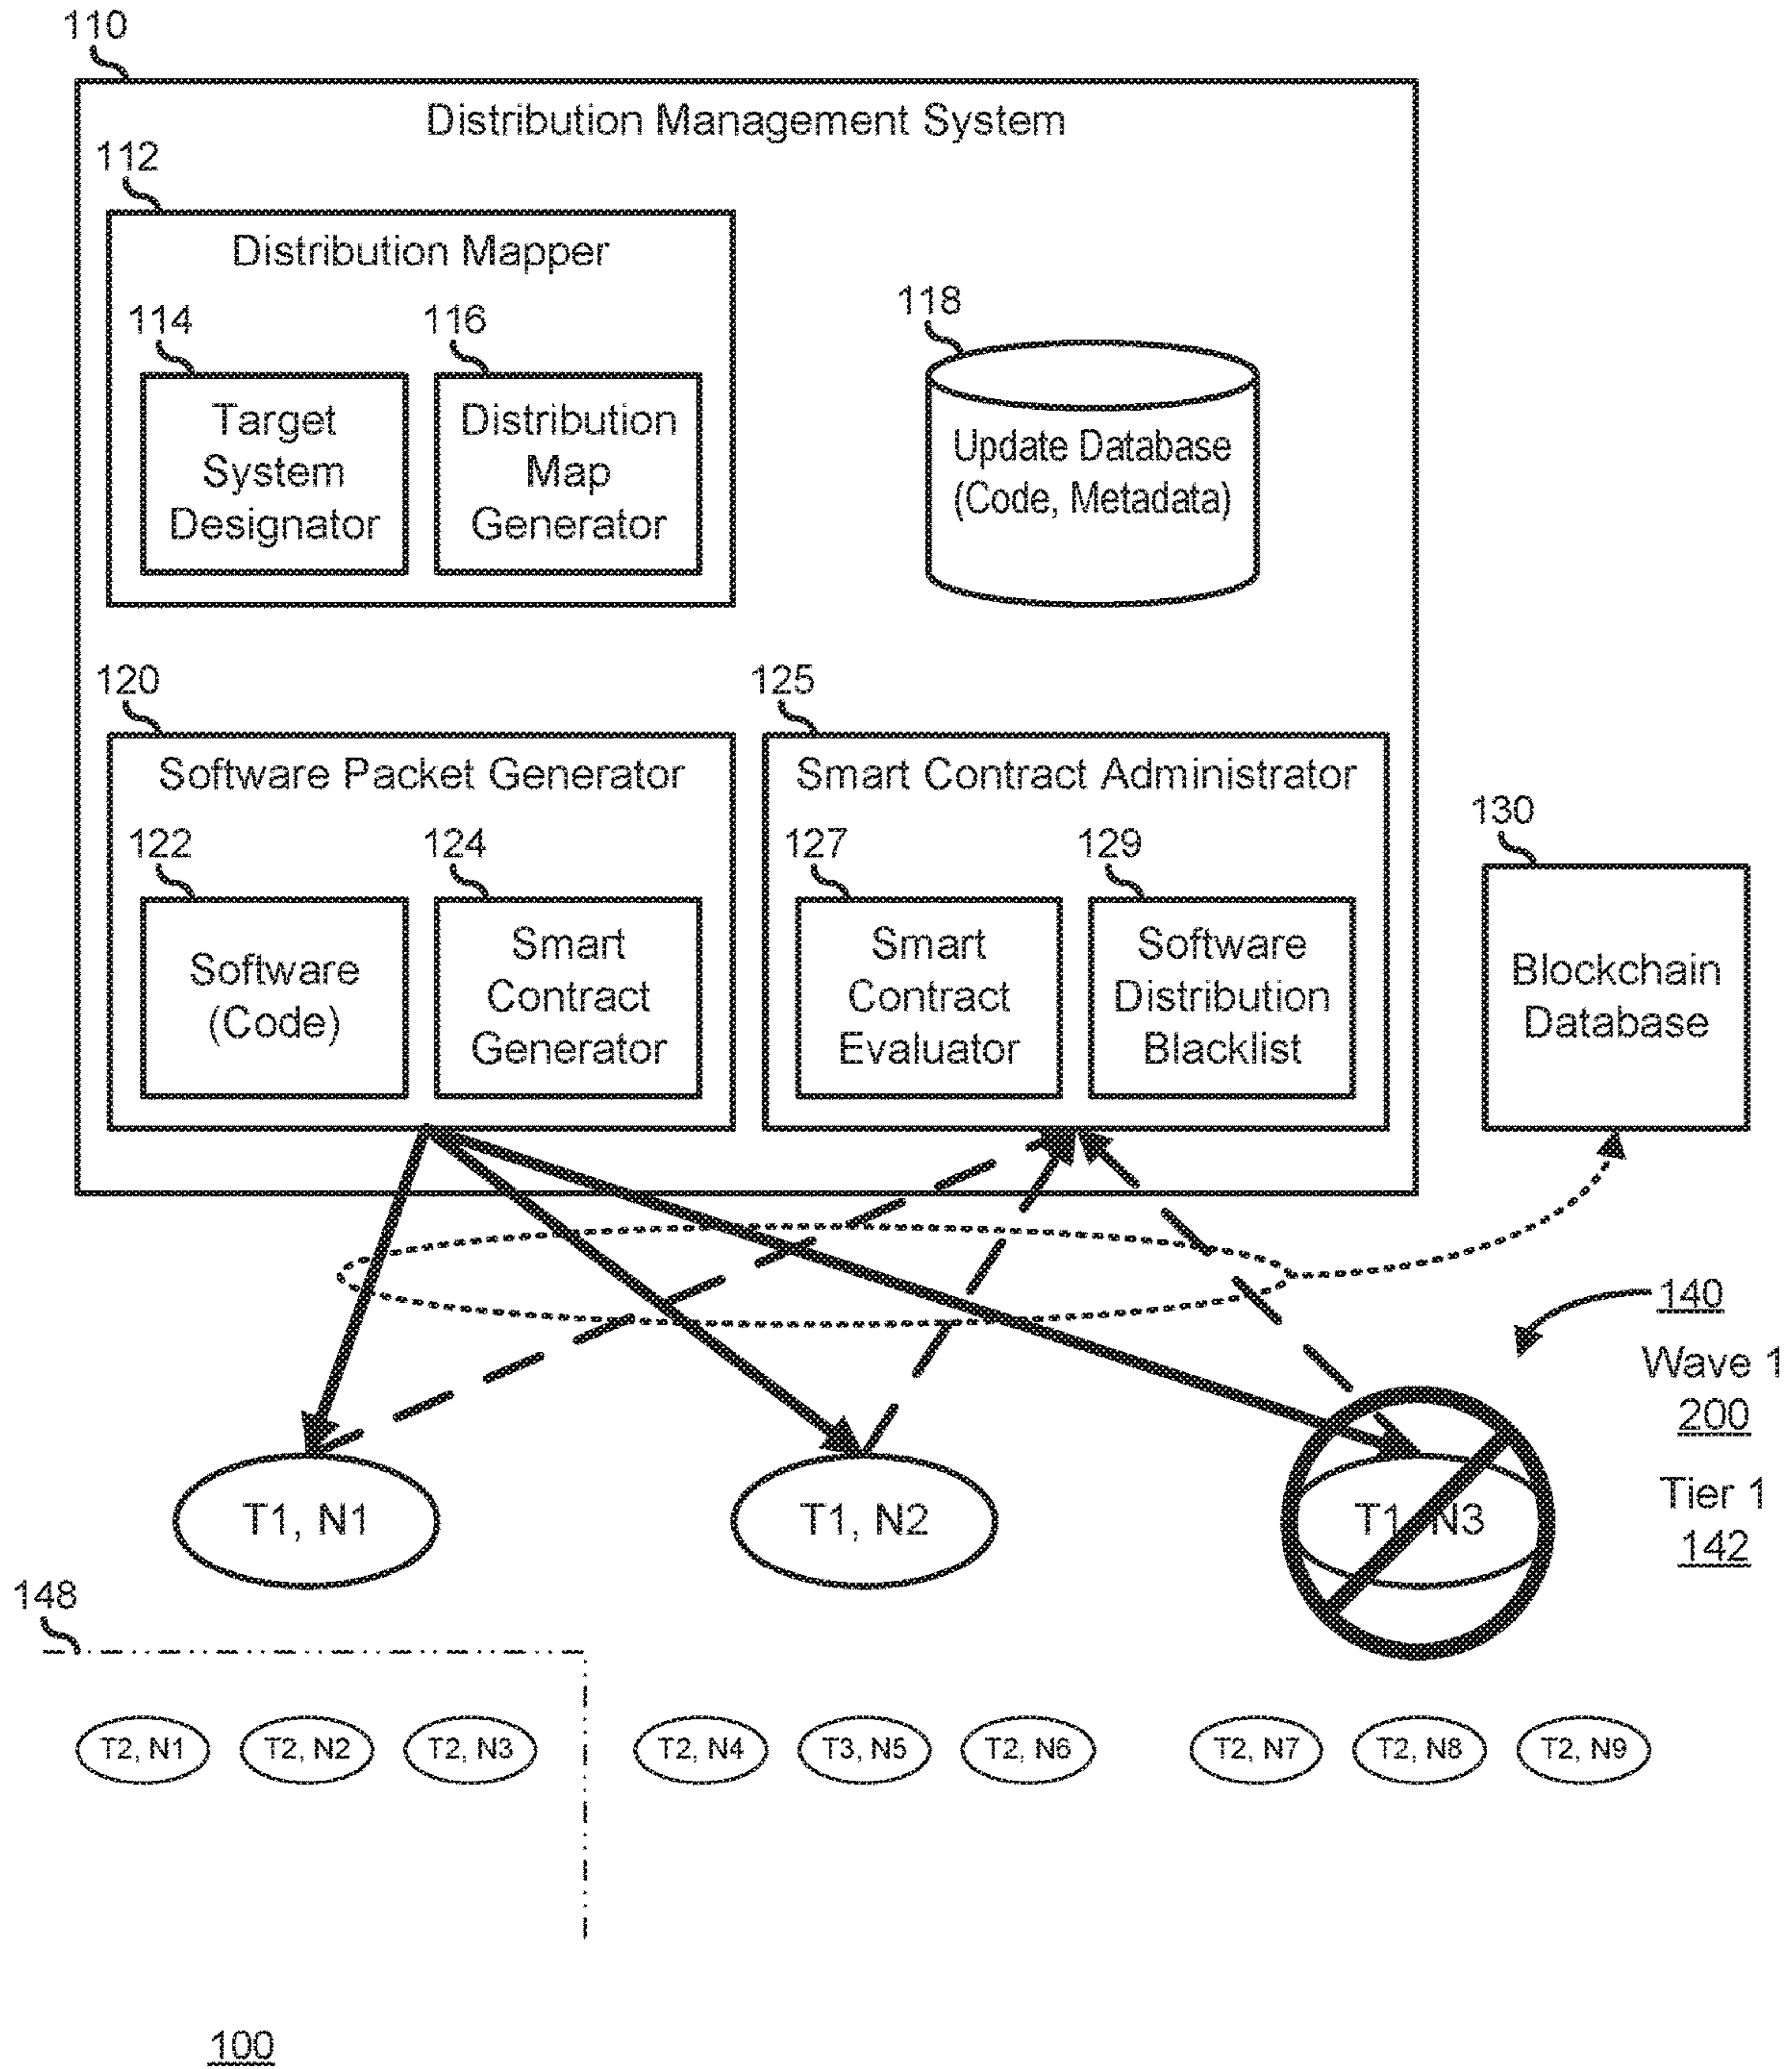 110
Distribution Management System
112
Distribution Mapper
114
116
118
Target
System
Designator
Distribution
Map
Generator
Update Database
(Code, Metadata)
120
125
Software Packet Generator
Smart Contract Administrator
130
122
124
127
129
Software
(Code)
Smart
Contract
Generator
Smart
Contract
Evaluator
Software
Distribution
Blacklist
Blockchain
Database
140
Wave 1
200
Tier 1
142
T1, N1
T1, N2
T1, N3
148
T2, N1
T2, N2
T2, N3
T2, N4
T3, N5
T2, N6
T2, N7
T2, N8
T2, N9
100